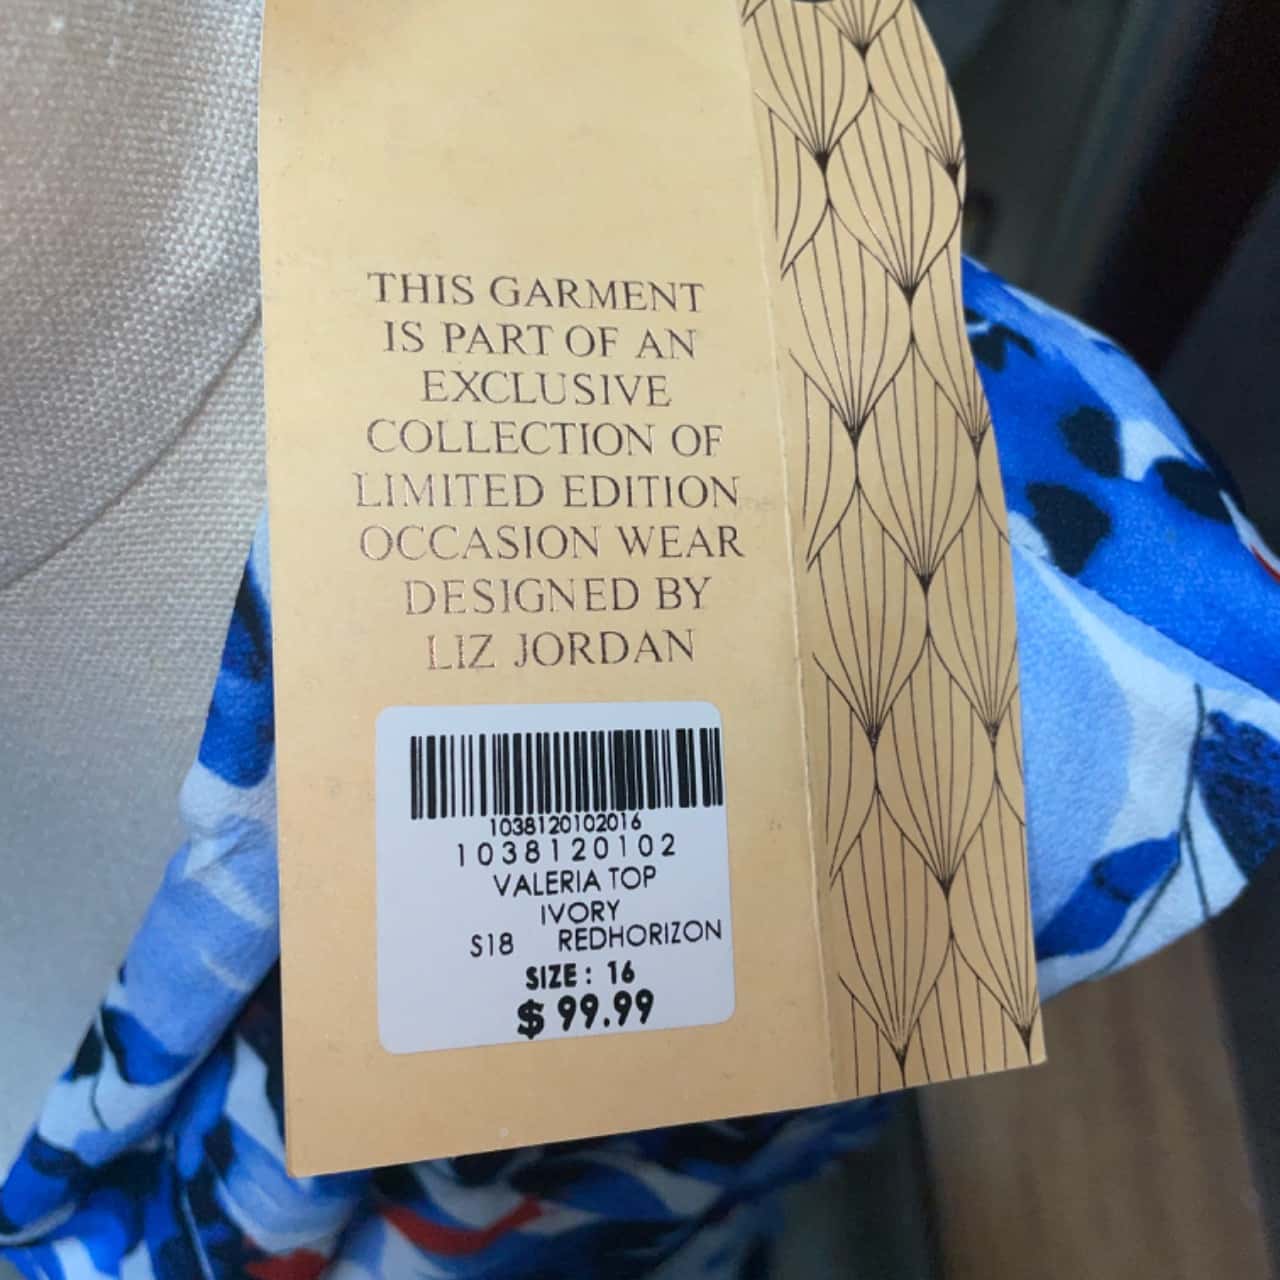 THIS GARMENT
IS PART OF AN
EXCLUSIVE
COLLECTION OF
LIMITED EDITION
OCCASION WEAR
DESIGNED BY
LIZ JORDAN
1038120102016
1038120102
VALERIA TOP
IVORY
S18 REDHORIZON
SIZE: 16
$99.99